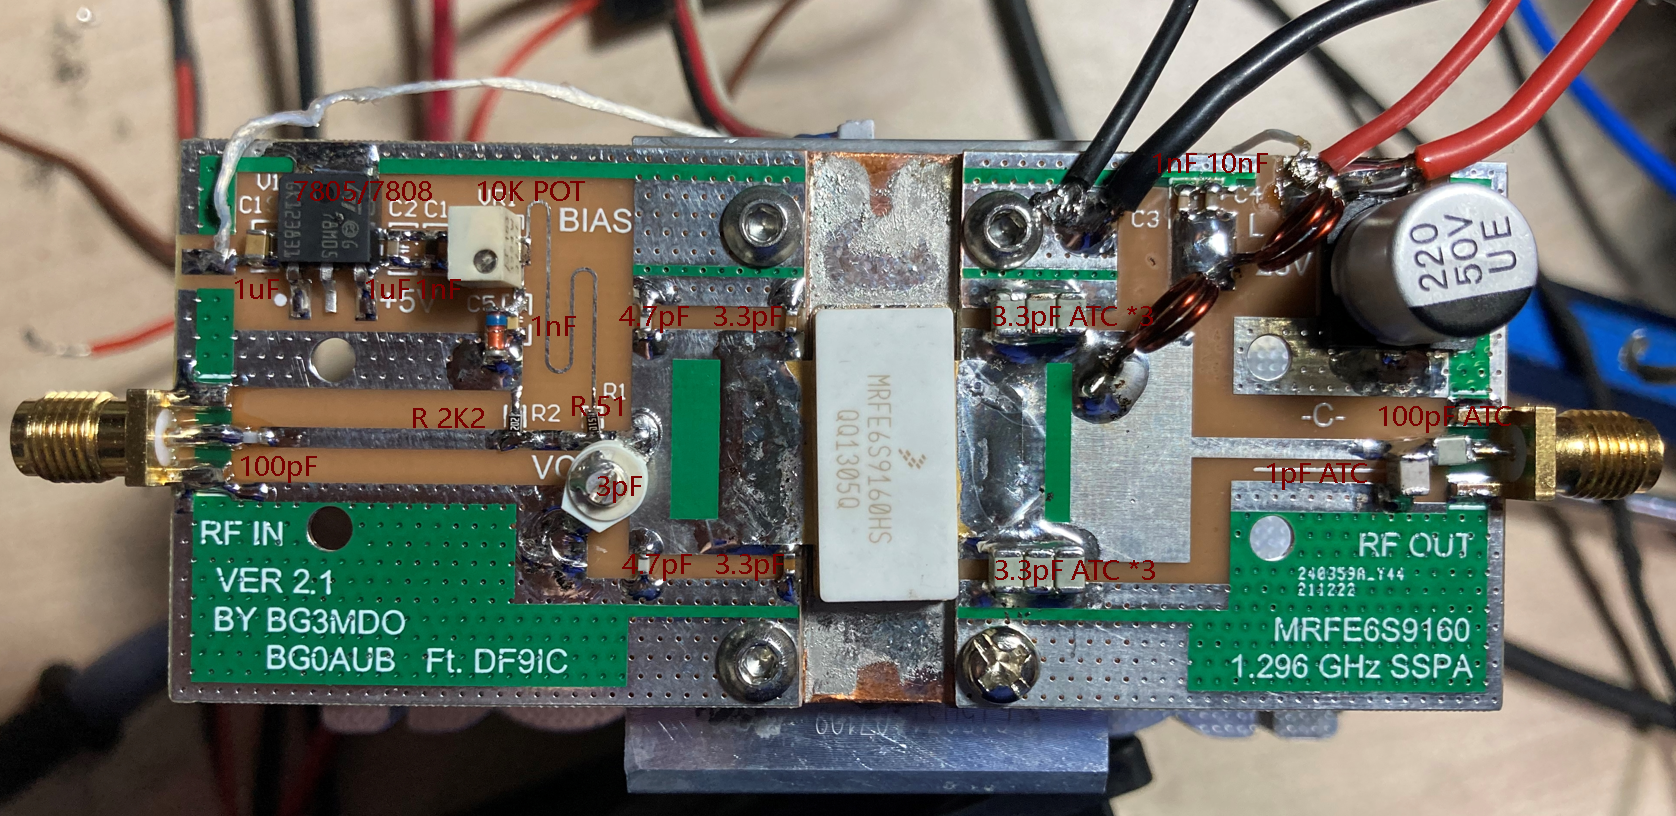 V1
7805/7808
78M05
10K POT
VR1
BIAS
C1
C2 C1
1uF
1uF 1nF
+5V
C5
1nF
4.7pF 3.3pF
R 2K2
R2
R 51
R1
100pF
3pF
4.7pF 3.3pF
RF IN
VER 2.1
BY BG3MDO
BG0AUB Ft. DF9IC
MRFE6S9160HS
QQ1305Q
1nF 10nF
C3
C4
L
220
50V
UE
3.3pF ATC *3
-C-
100pF ATC
1pF ATC
3.3pF ATC *3
RF OUT
240359A_Y44
211222
MRFE6S9160
1.296 GHz SSPA